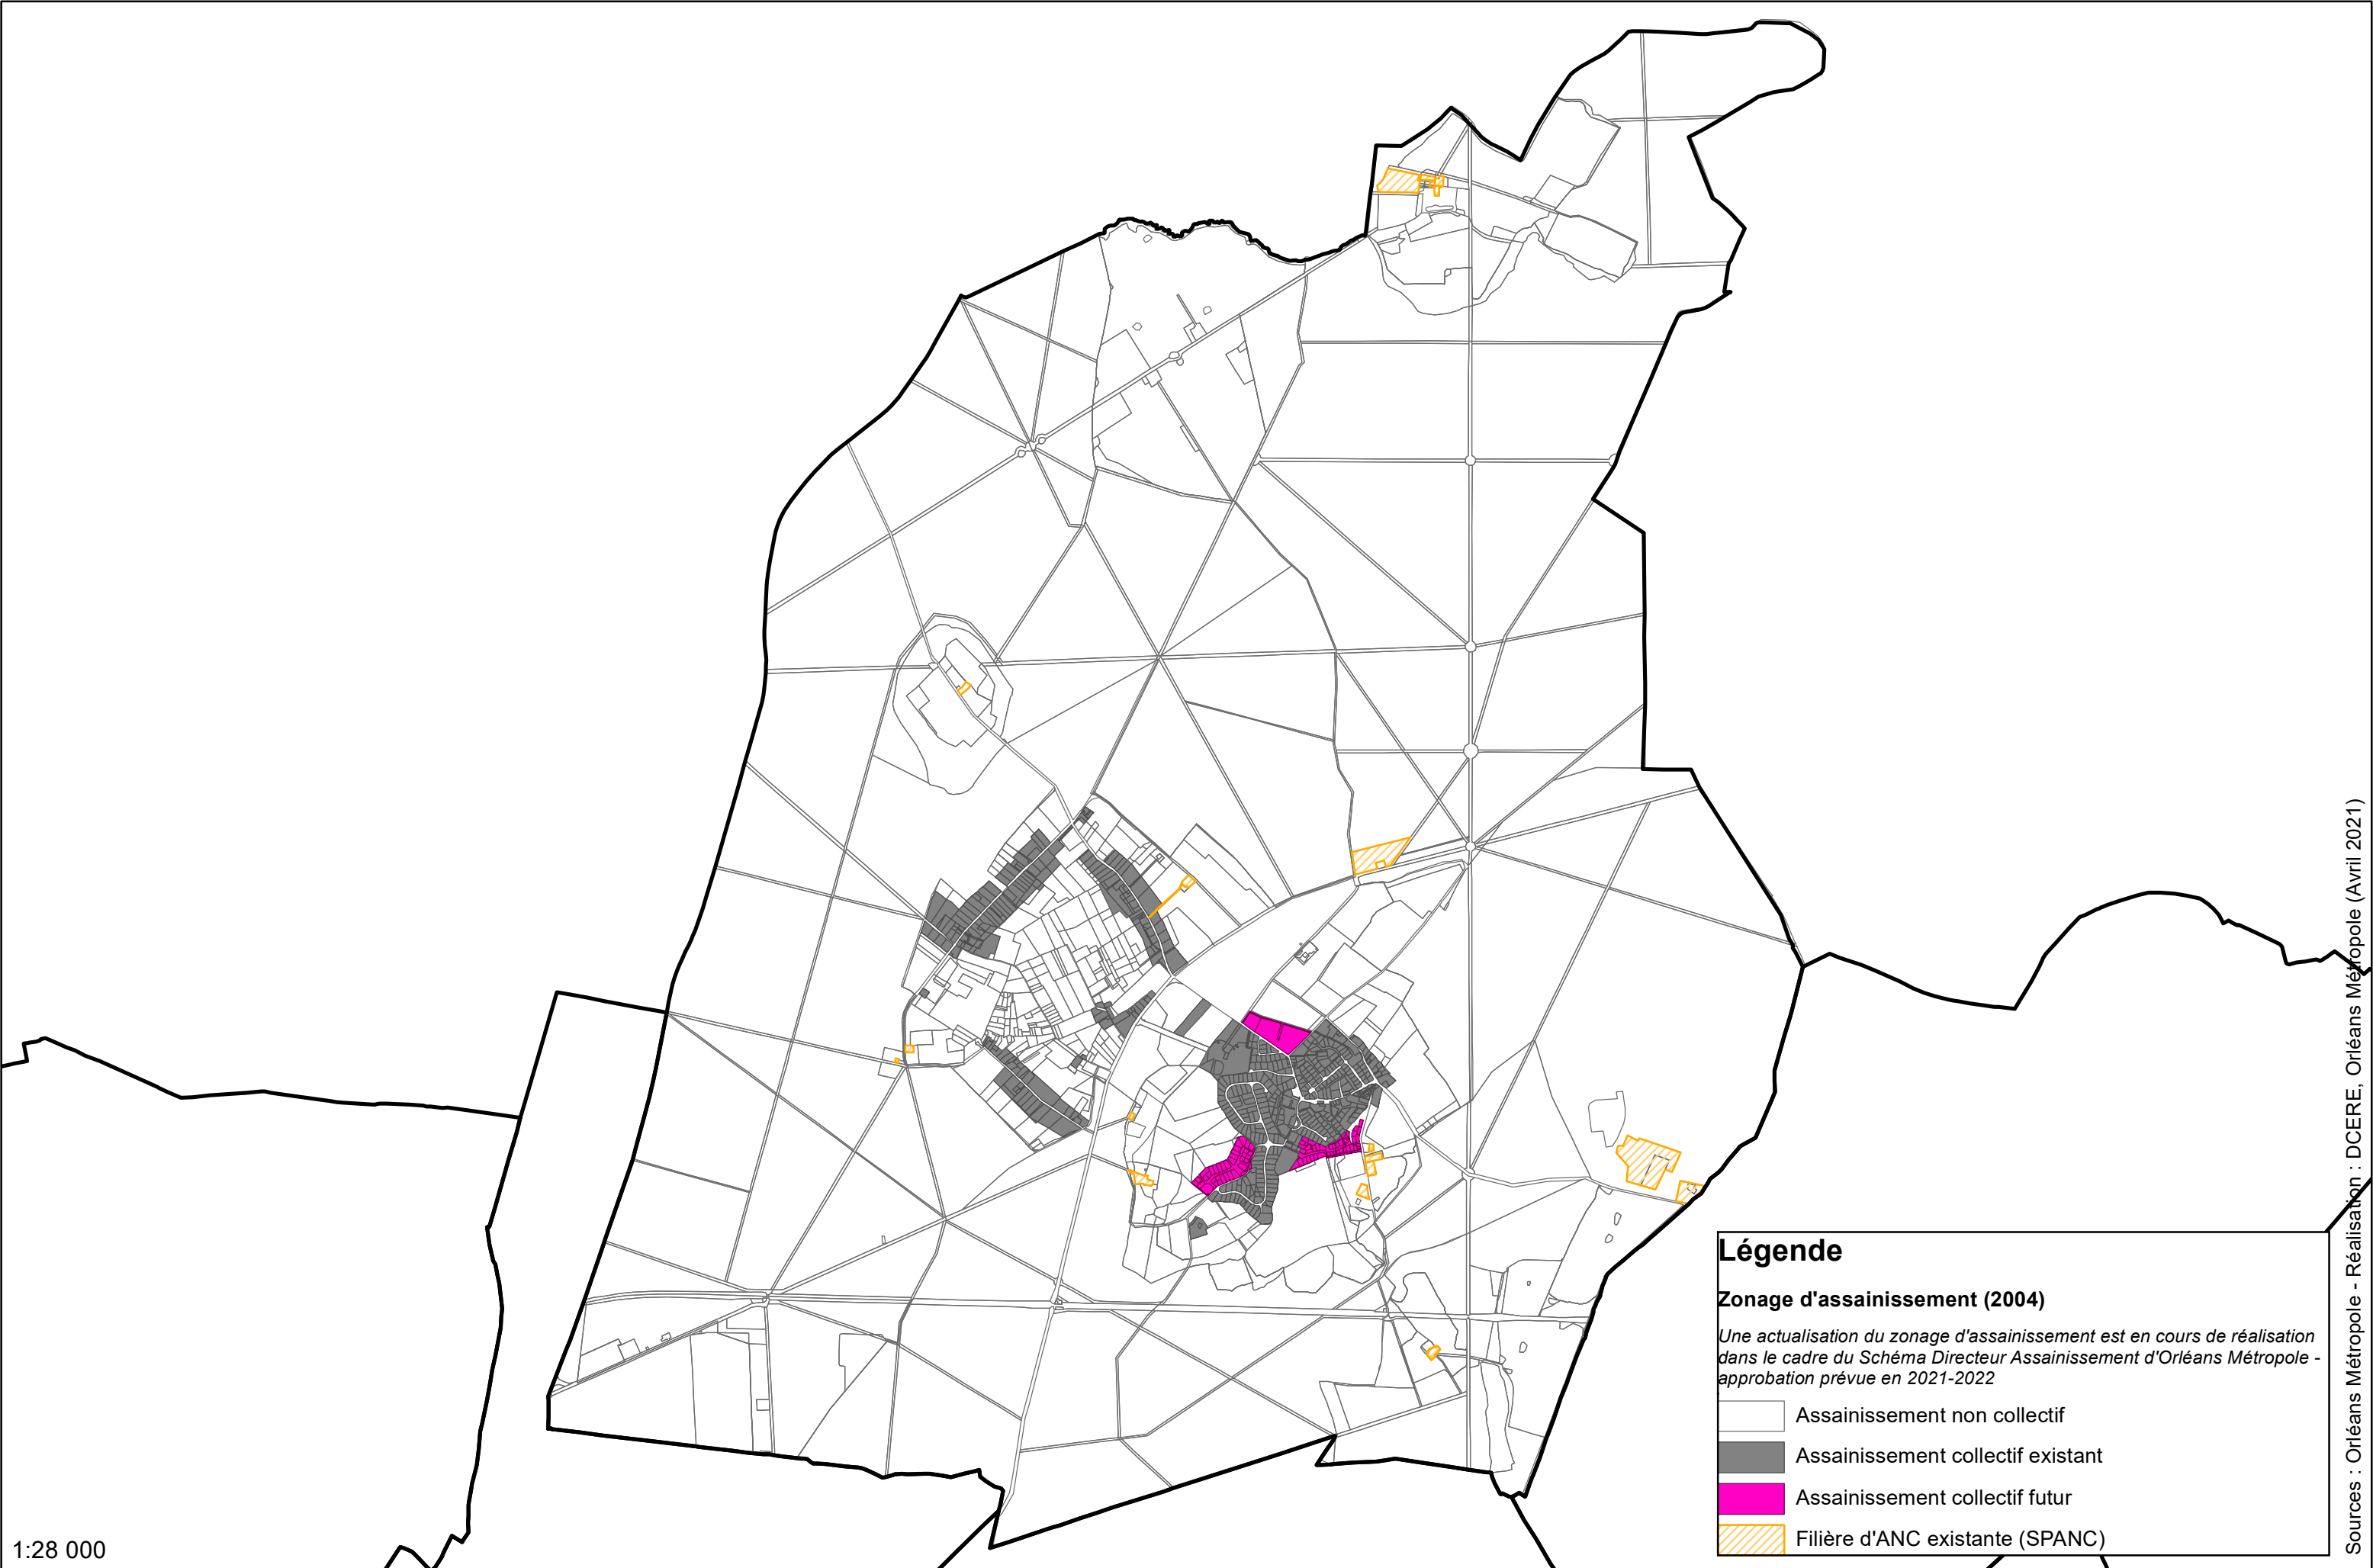 Légende
Zonage d'assainissement (2004)
Une actualisation du zonage d'assainissement est en cours de réalisation
dans le cadre du Schéma Directeur Assainissement d'Orléans Métropole -
approbation prévue en 2021-2022
Assainissement non collectif
Assainissement collectif existant
Assainissement collectif futur
Filière d'ANC existante (SPANC)
1:28 000
Sources : Orléans Métropole - Réalisation : DCERE, Orléans Métropole (Avril 2021)